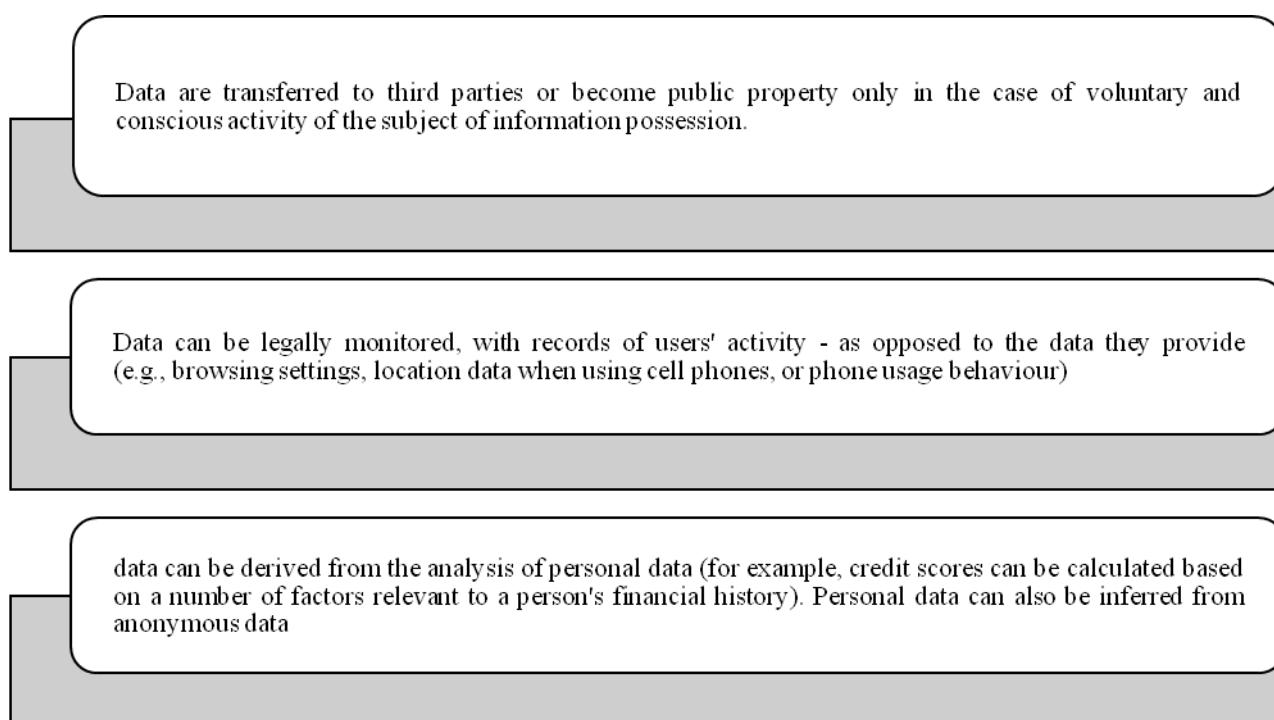 Data are transferred to third parties or become public property only in the case of voluntary and
conscious activity of the subject of information possession.
Data can be legally monitored, with records of users' activity - as opposed to the data they provide
(e.g., browsing settings, location data when using cell phones, or phone usage behaviour)
data can be derived from the analysis of personal data (for example, credit scores can be calculated based
on a number of factors relevant to a person's financial history). Personal data can also be inferred from
anonymous data